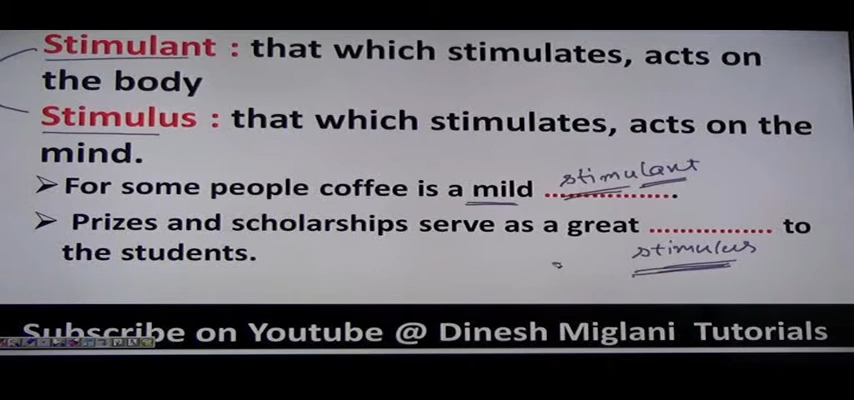 Stimulant : that which stimulates, acts on
the body
Stimulus : that which stimulates, acts on the
mind.
➢ For some people coffee is a mild stimulant ...................
➢ Prizes and scholarships serve as a great ................. to
the students. stimulus
Subscribe on Youtube @ Dinesh Miglani Tutorials